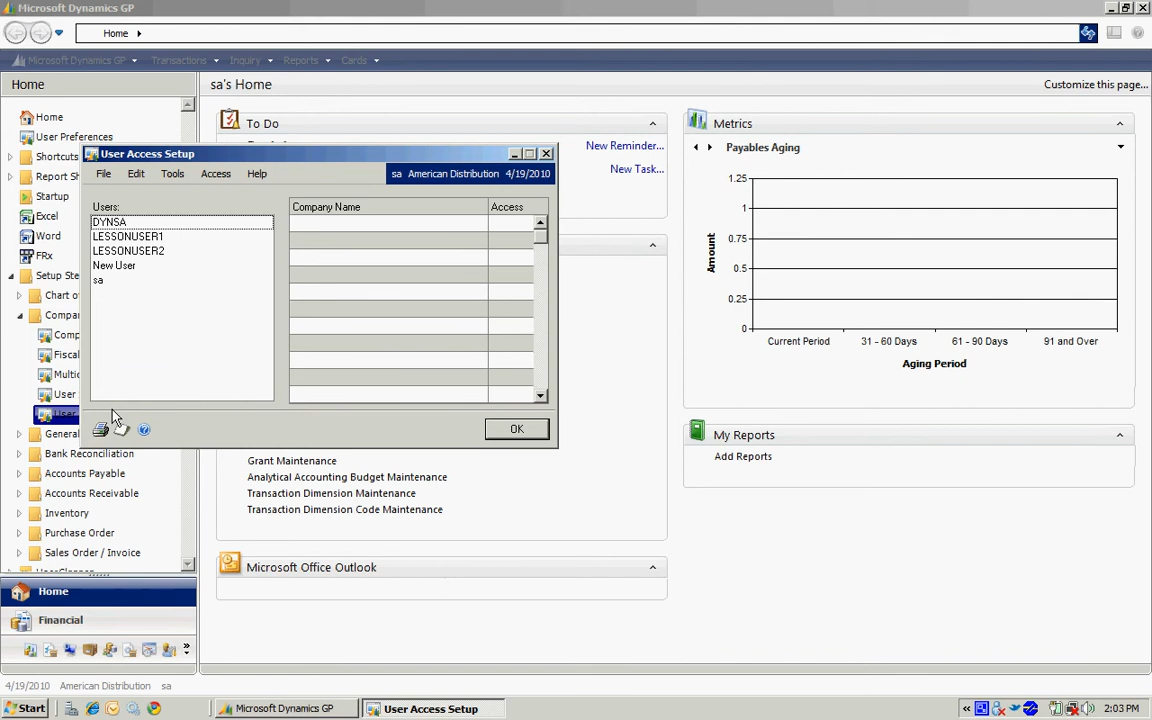 Microsoft Dynamics GP
Home
Microsoft Dynamics GP
Transactions
Inquiry
Reports
Cards
Home
sa's Home
Customize this page...
Home
User Preferences
Shortcuts
Report
Startup
Excel
Word
FRx
Setup
Chart
Fiscal
User
User
General
Bank Reconciliation
Accounts Payable
Accounts Receivable
Inventory
Purchase Order
Sales Order / Invoice
Home
Financial
To Do
New Reminder...
New Task...
User Access Setup
File
Edit
Tools
Access
Help
sa American Distribution 4/19/2010
Users:
DYNSA
LESSONUSER1
LESSONUSER2
New User
sa
Company Name
Access
OK
Grant Maintenance
Analytical Accounting Budget Maintenance
Transaction Dimension Maintenance
Transaction Dimension Code Maintenance
Microsoft Office Outlook
Metrics
Payables Aging
1.25
1
0.75
0.5
0.25
0
Amount
Current Period
31 - 60 Days
61 - 90 Days
91 and Over
Aging Period
My Reports
Add Reports
4/19/2010 American Distribution sa
Start
Microsoft Dynamics GP
User Access Setup
2:03 PM